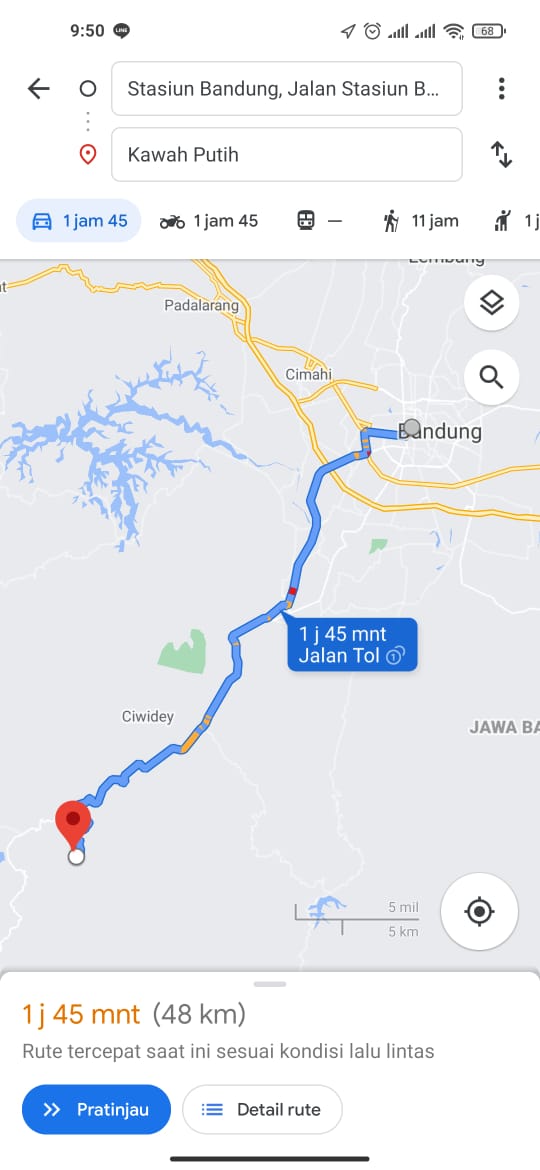 9:50
LINE
68
Stasiun Bandung, Jalan Stasiun B...
Kawah Putih
1 jam 45
1 jam 45
—
11 jam
1 j
Lembang
Padalarang
Cimahi
Bandung
1 j 45 mnt
Jalan Tol
Ciwidey
JAWA BA
5 mil
5 km
1 j 45 mnt (48 km)
Rute tercepat saat ini sesuai kondisi lalu lintas
Pratinjau
Detail rute